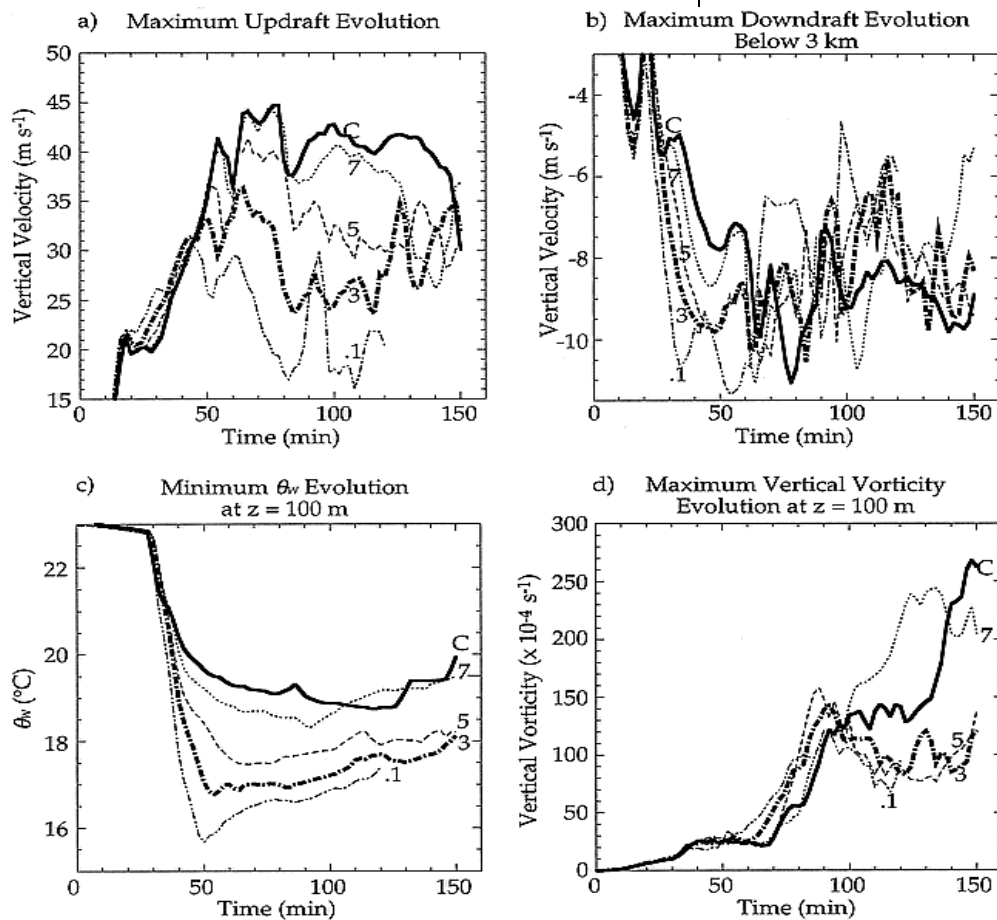 a) Maximum Updraft Evolution
Vertical Velocity (m s-1)
50
45
40
35
30
25
20
15
C
7
5
3
.1
0 50 100 150
Time (min)
b) Maximum Downdraft Evolution
Below 3 km
Vertical Velocity (m s-1)
-4
-6
-8
-10
C
7
5
3
.1
0 50 100 150
Time (min)
c) Minimum θw Evolution
at z = 100 m
θw (°C)
22
20
18
16
C
7
5
3
.1
0 50 100 150
Time (min)
d) Maximum Vertical Vorticity
Evolution at z = 100 m
Vertical Vorticity (x 10-4 s-1)
300
250
200
150
100
50
0
C
7
5
3
.1
0 50 100 150
Time (min)